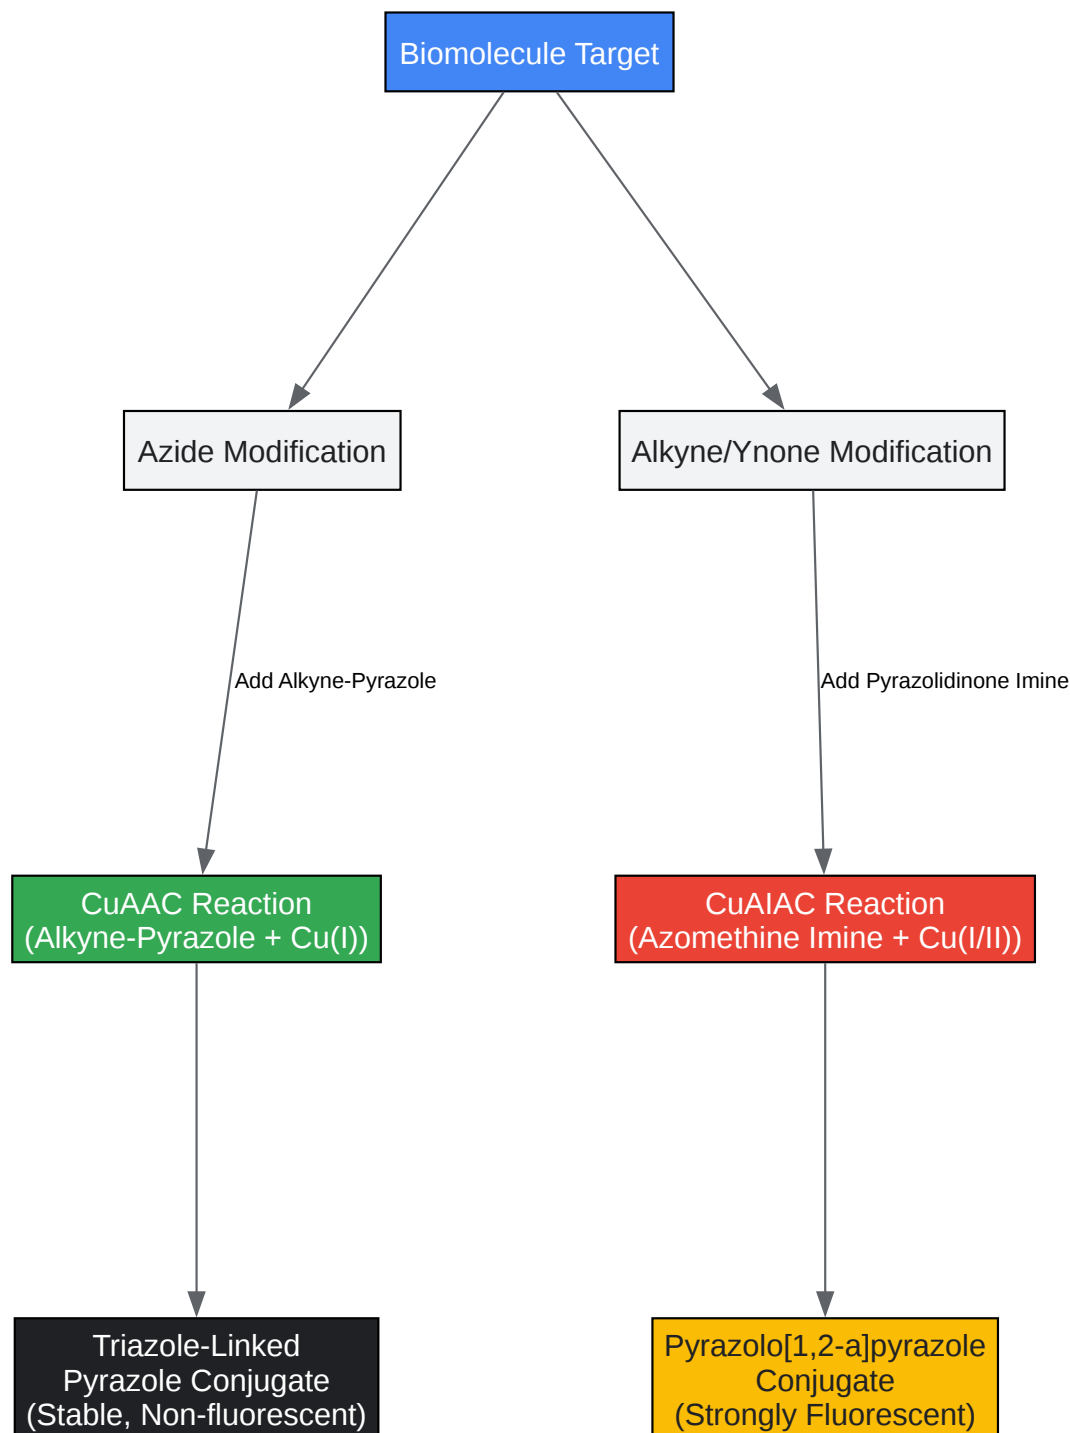 Biomolecule Target
Azide Modification
Alkyne/Ynone Modification
Add Alkyne-Pyrazole
Add Pyrazolidinone Imine
CuAAC Reaction
(Alkyne-Pyrazole + Cu(I))
CuAIAC Reaction
(Azomethine Imine + Cu(I/II))
Triazole-Linked
Pyrazole Conjugate
(Stable, Non-fluorescent)
Pyrazolo[1,2-a]pyrazole
Conjugate
(Strongly Fluorescent)